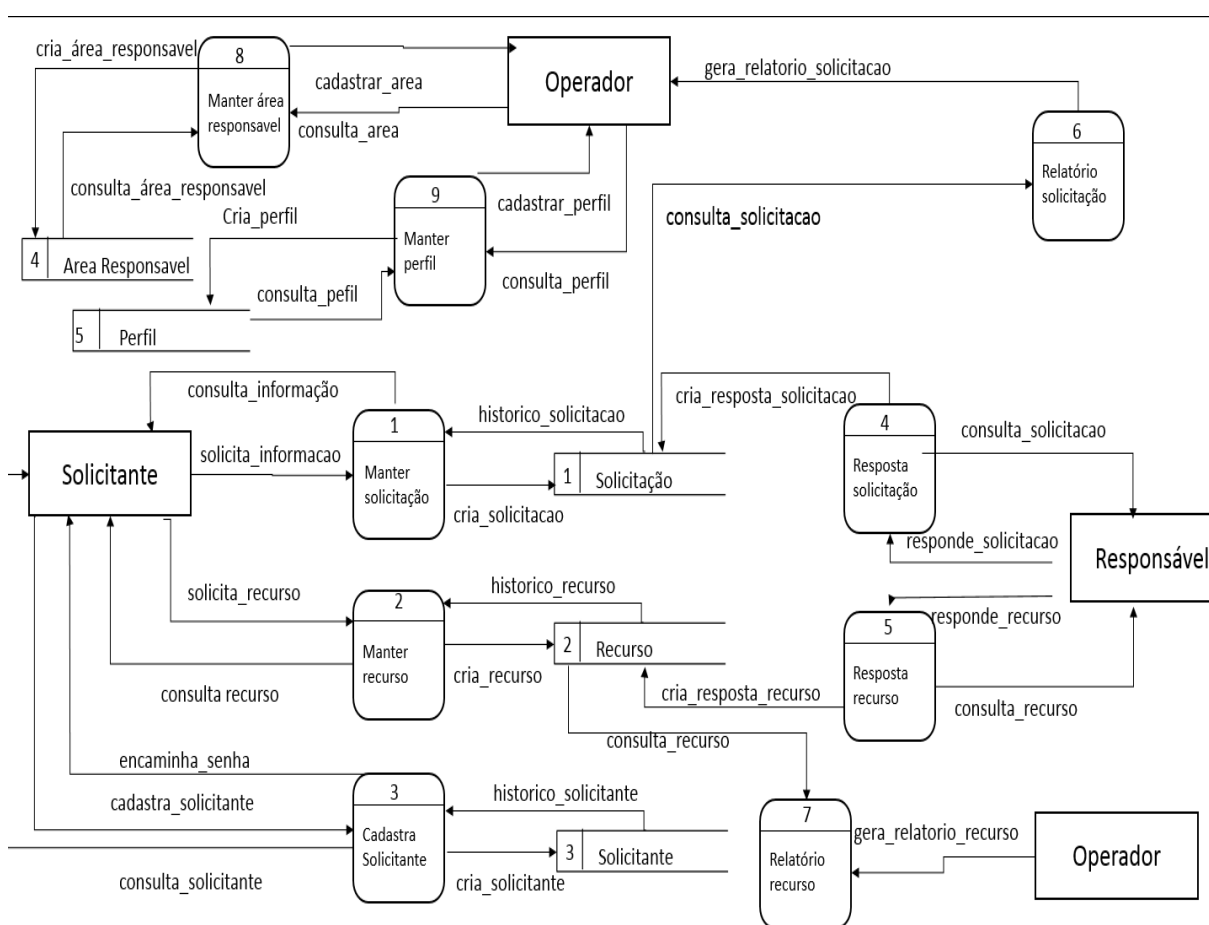 cria_área_responsavel
8
Manter área
responsavel
cadastrar_area
consulta_area
Operador
gera_relatorio_solicitacao
6
Relatório
solicitação
consulta_área_responsavel
Cria_perfil
9
Manter
perfil
cadastrar_perfil
consulta_solicitacao
4
Area Responsavel
consulta_pefil
consulta_perfil
5
Perfil
consulta_informação
cria_resposta_solicitacao
historico_solicitacao
1
Manter
solicitação
4
Resposta
solicitação
consulta_solicitacao
Solicitante
solicita_informacao
1
Solicitação
cria_solicitacao
responde_solicitacao
Responsável
solicita_recurso
historico_recurso
2
Manter
recurso
responde_recurso
5
Resposta
recurso
2
Recurso
cria_recurso
consulta recurso
cria_resposta_recurso
consulta_recurso
consulta_recurso
encaminha_senha
cadastra_solicitante
3
Cadastra
Solicitante
historico_solicitante
3
Solicitante
7
Relatório
recurso
gera_relatorio_recurso
Operador
consulta_solicitante
cria_solicitante